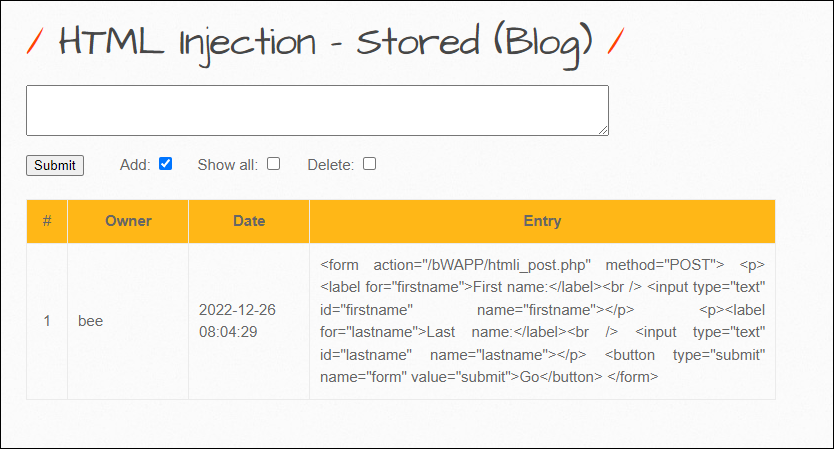 / HTML Injection - Stored (Blog) /
Submit Add: Show all: Delete:
# Owner Date Entry
1 bee 2022-12-26 08:04:29
<form action="/bWAPP/htmli_post.php" method="POST"> <p>
<label for="firstname">First name:</label><br /> <input type="text"
id="firstname" name="firstname"></p> <p><label
for="lastname">Last name:</label><br /> <input type="text"
id="lastname" name="lastname"></p> <button type="submit"
name="form" value="submit">Go</button> </form>